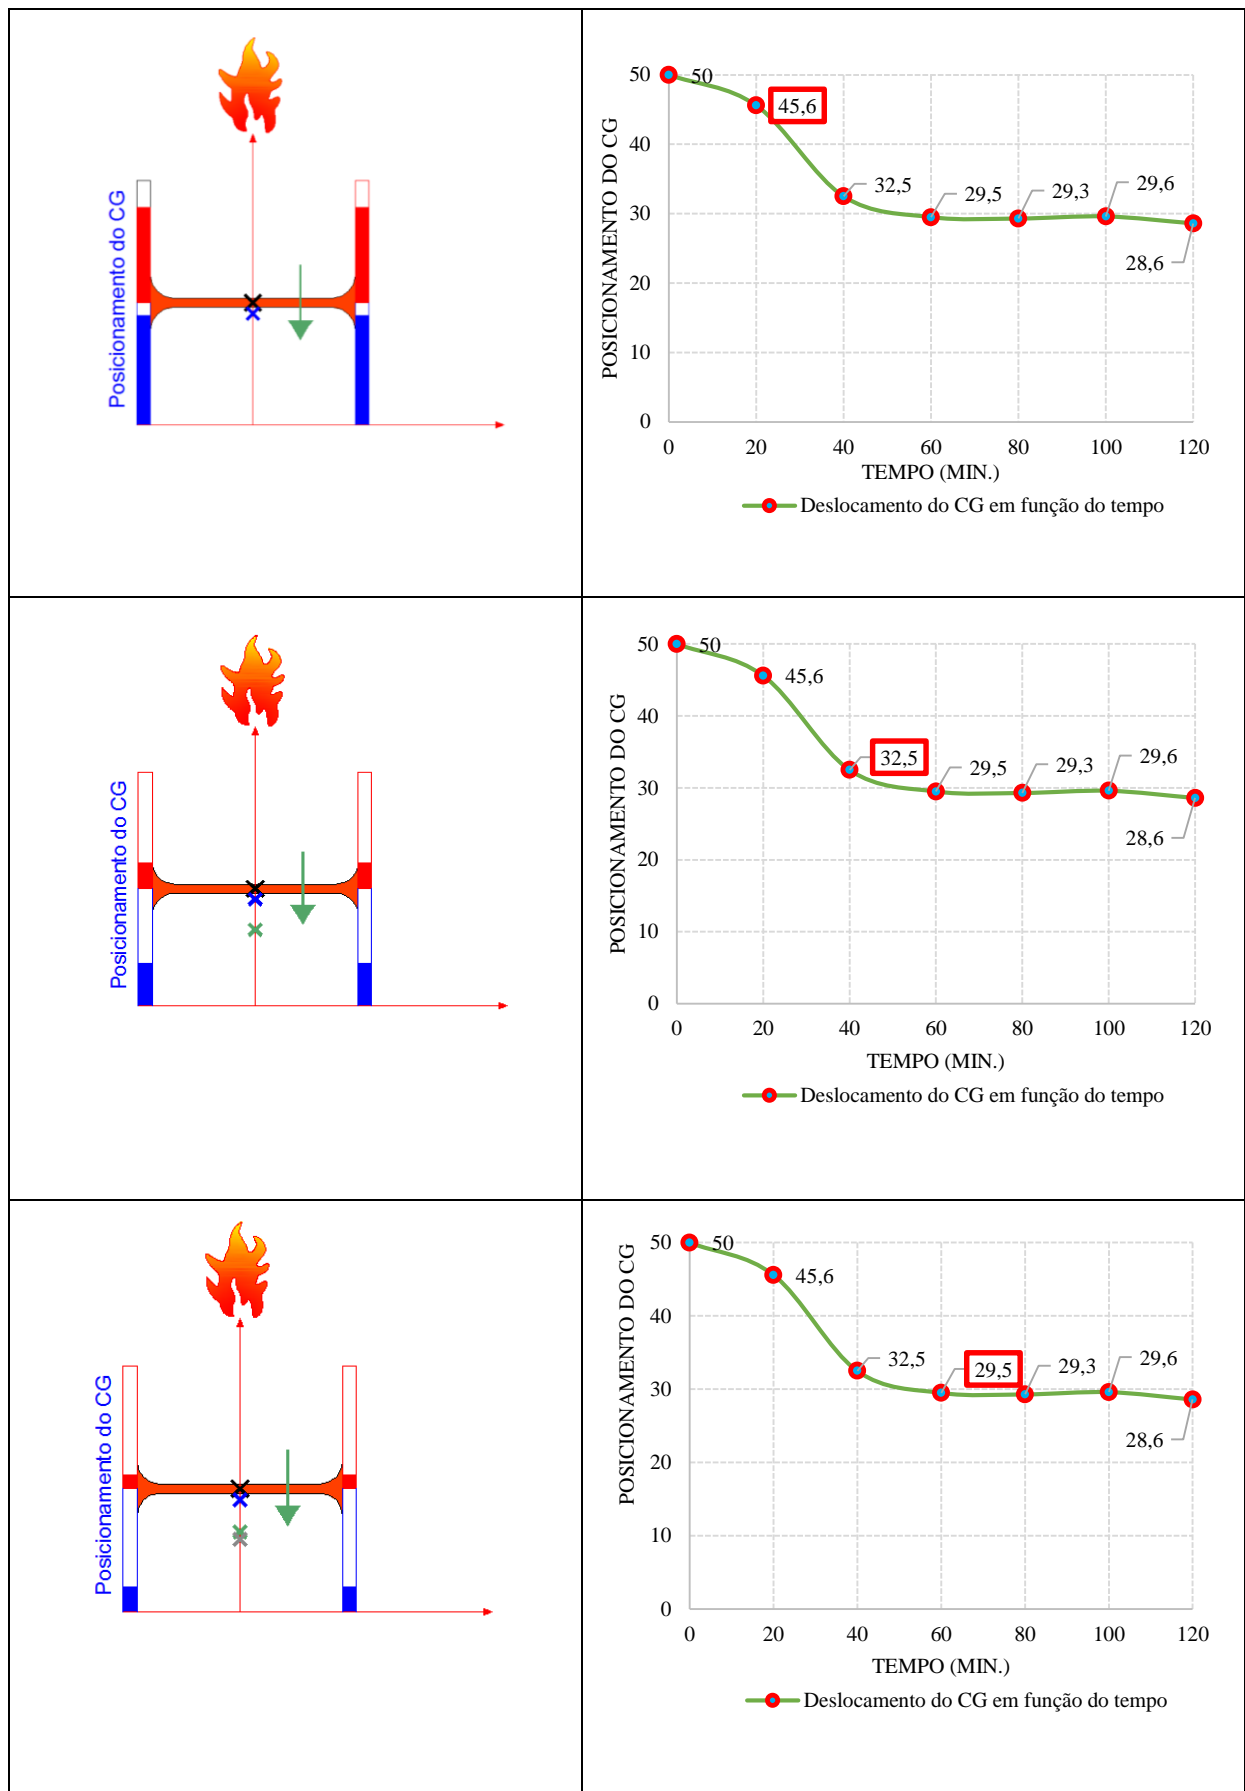 Posicionamento do CG
POSICIONAMENTO DO CG
50
40
30
20
10
0
50
45,6
32,5
29,5
29,3
29,6
28,6
0 20 40 60 80 100 120
TEMPO (MIN.)
Deslocamento do CG em função do tempo
Posicionamento do CG
POSICIONAMENTO DO CG
50
40
30
20
10
0
50
45,6
32,5
29,5
29,3
29,6
28,6
0 20 40 60 80 100 120
TEMPO (MIN.)
Deslocamento do CG em função do tempo
Posicionamento do CG
POSICIONAMENTO DO CG
50
40
30
20
10
0
50
45,6
32,5
29,5
29,3
29,6
28,6
0 20 40 60 80 100 120
TEMPO (MIN.)
Deslocamento do CG em função do tempo